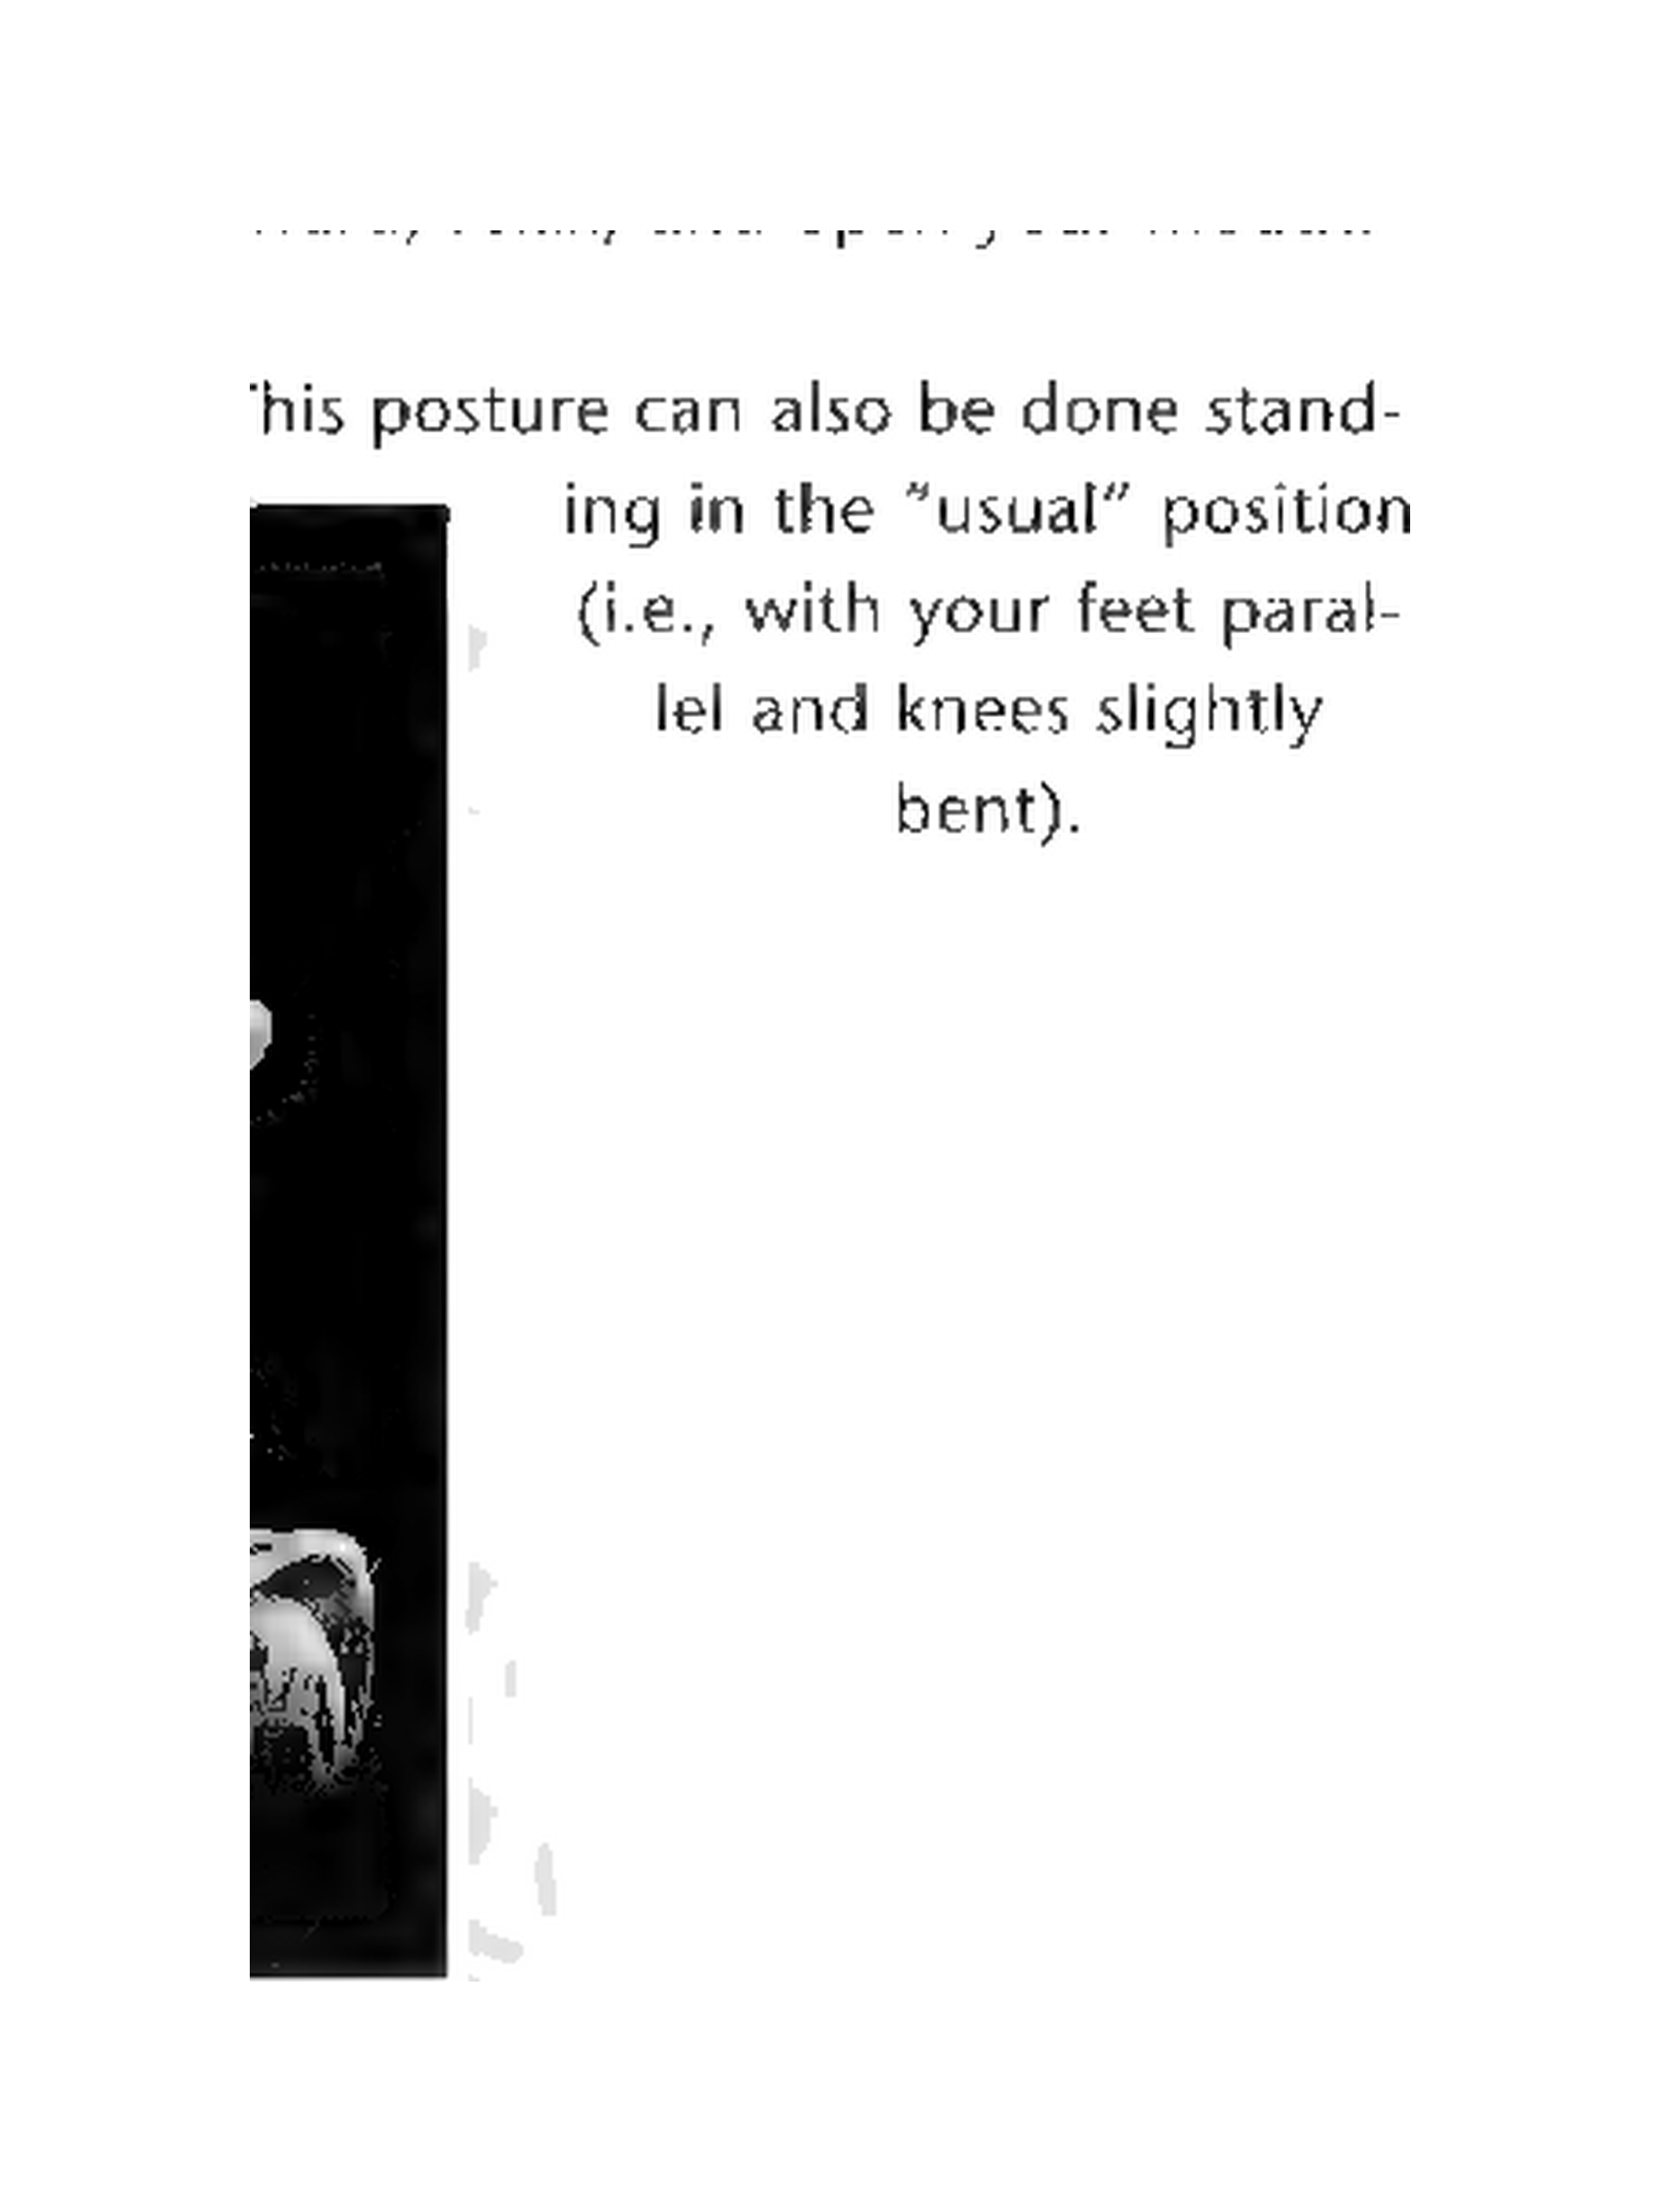 his posture can also be done stand-
ing in the “usual” position
(i.e., with your feet paral-
lel and knees slightly
bent).